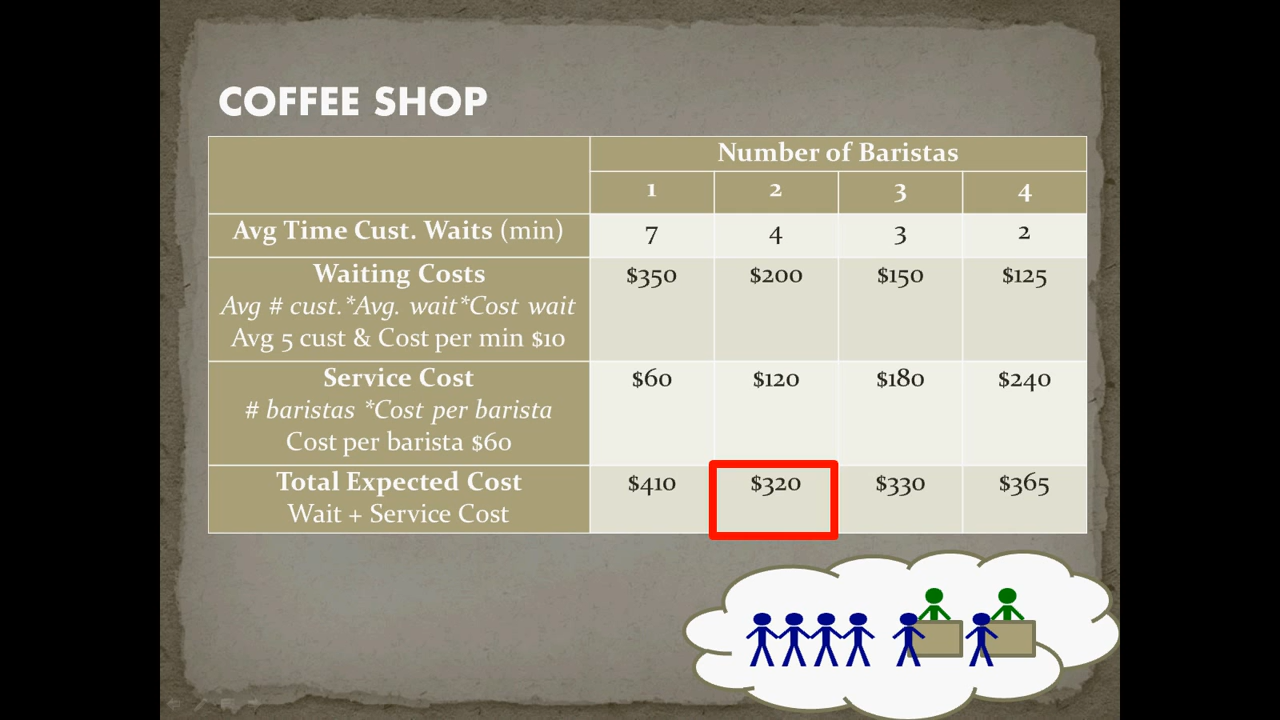 COFFEE SHOP
Number of Baristas
1 2 3 4
Avg Time Cust. Waits (min) 7 4 3 2
Waiting Costs $350 $200 $150 $125
Avg # cust.*Avg. wait*Cost wait
Avg 5 cust & Cost per min $10
Service Cost $60 $120 $180 $240
# baristas *Cost per barista
Cost per barista $60
Total Expected Cost $410 $320 $330 $365
Wait + Service Cost